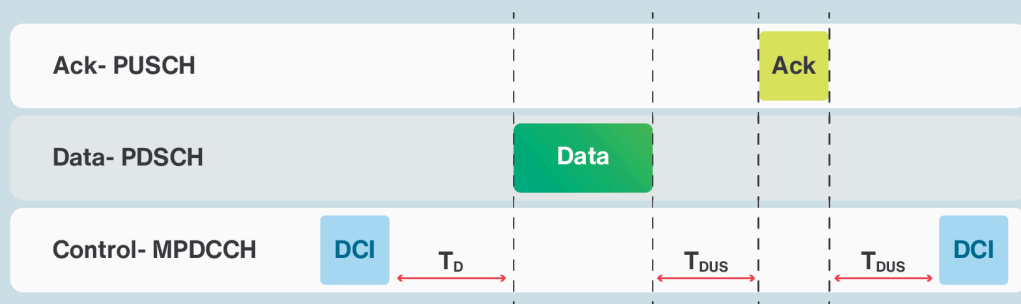 Ack- PUSCH
Ack
Data- PDSCH
Data
Control- MPDCCH
DCI
TD
TDUS
TDUS
DCI